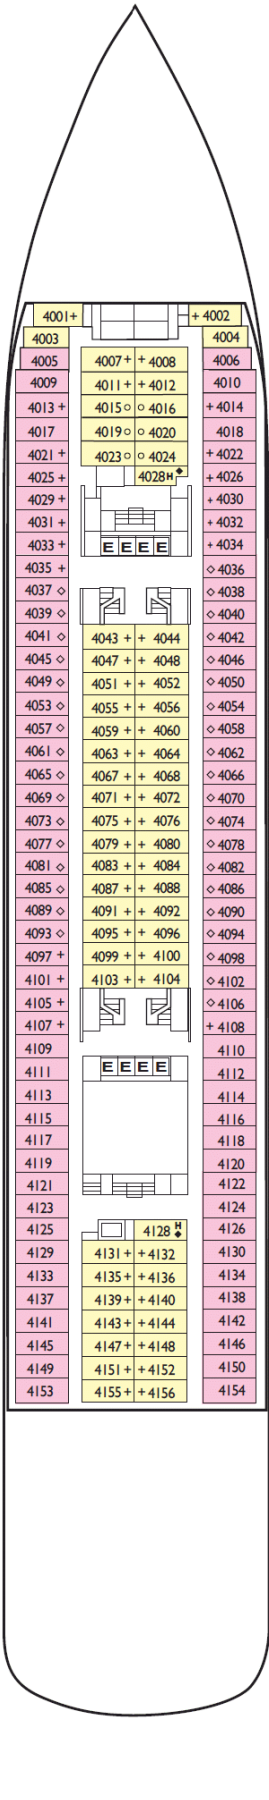 4001+ + 4002
4003 4004
4005 4007 + + 4008 4006
4009 4011 + + 4012 4010
4013 + 4015○ ○ 4016 + 4014
4017 4019○ ○ 4020 4018
4021 + 4023○ ○ 4024 + 4022
4025 + 4028H◆ + 4026
4029 + + 4030
4031 + + 4032
4033 + E E E E + 4034
4035 + ◇ 4036
4037 ◇ ◇ 4038
4039 ◇ ◇ 4040
4041 ◇ 4043 + + 4044 ◇ 4042
4045 ◇ 4047 + + 4048 ◇ 4046
4049 ◇ 4051 + + 4052 ◇ 4050
4053 ◇ 4055 + + 4056 ◇ 4054
4057 ◇ 4059 + + 4060 ◇ 4058
4061 ◇ 4063 + + 4064 ◇ 4062
4065 ◇ 4067 + + 4068 ◇ 4066
4069 ◇ 4071 + + 4072 ◇ 4070
4073 ◇ 4075 + + 4076 ◇ 4074
4077 ◇ 4079 + + 4080 ◇ 4078
4081 ◇ 4083 + + 4084 ◇ 4082
4085 ◇ 4087 + + 4088 ◇ 4086
4089 ◇ 4091 + + 4092 ◇ 4090
4093 ◇ 4095 + + 4096 ◇ 4094
4097 + 4099 + + 4100 ◇ 4098
4101 + 4103 + + 4104 ◇ 4102
4105 + ◇ 4106
4107 + + 4108
4109 4110
4111 E E E E 4112
4113 4114
4115 4116
4117 4118
4119 4120
4121 4122
4123 4124
4125 4128 H◆ 4126
4129 4131 + + 4132 4130
4133 4135 + + 4136 4134
4137 4139 + + 4140 4138
4141 4143 + + 4144 4142
4145 4147 + + 4148 4146
4149 4151 + + 4152 4150
4153 4155 + + 4156 4154